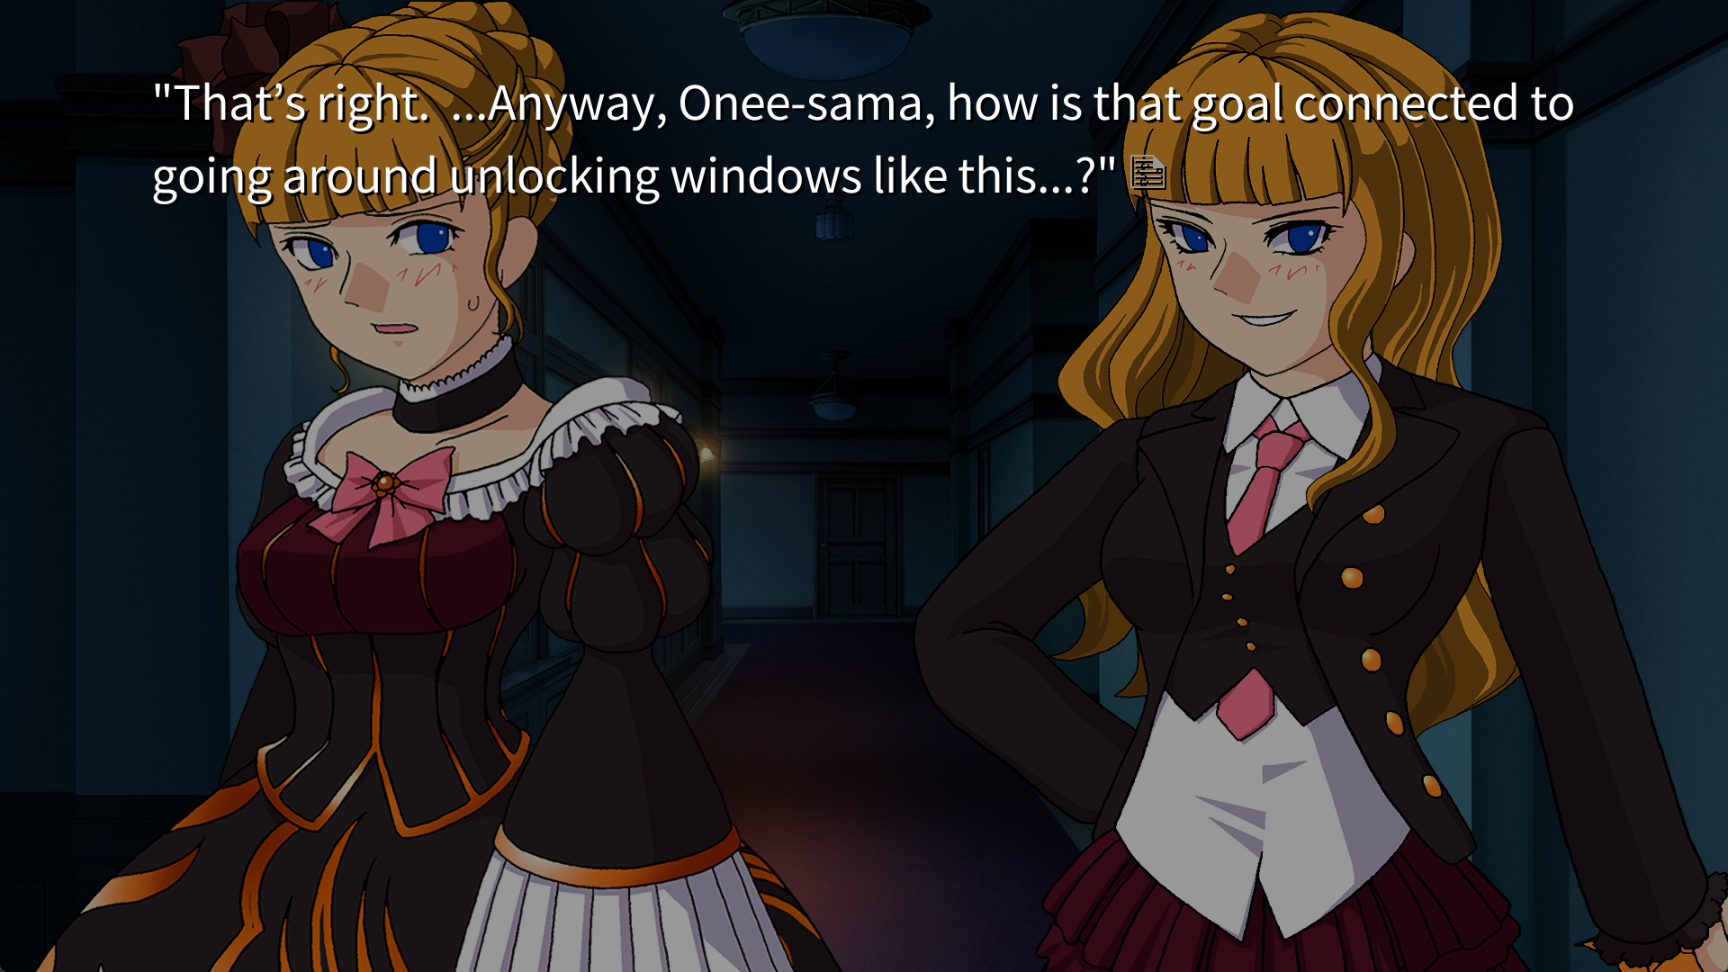 "That’s right. ...Anyway, Onee-sama, how is that goal connected to
going around unlocking windows like this...?"